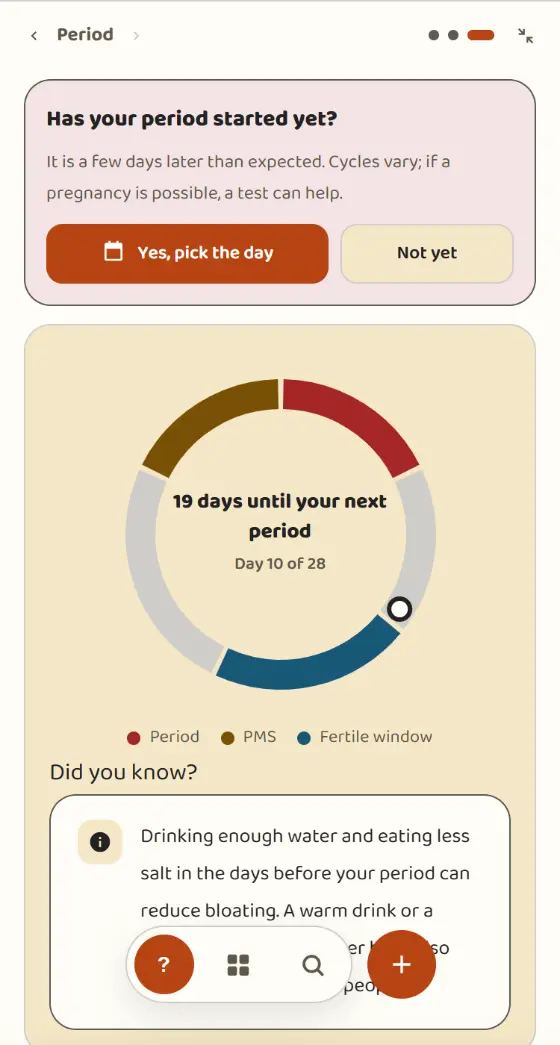 Period
Has your period started yet?
It is a few days later than expected. Cycles vary; if a
pregnancy is possible, a test can help.
Yes, pick the day
Not yet
19 days until your next
period
Day 10 of 28
Period
PMS
Fertile window
Did you know?
Drinking enough water and eating less
salt in the days before your period can
reduce bloating. A warm drink or a
so
?
+